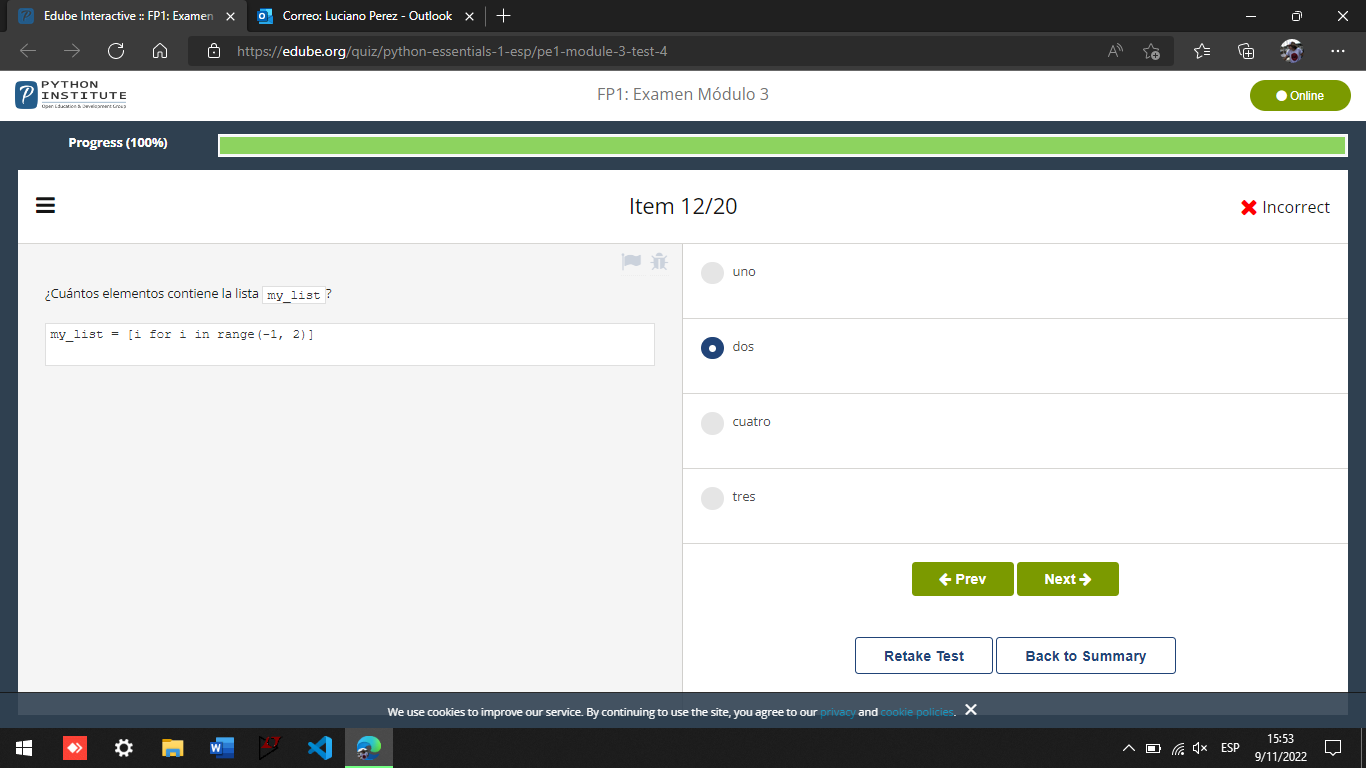 Edube Interactive :: FP1: Examen
Correo: Luciano Perez - Outlook
https://edube.org/quiz/python-essentials-1-esp/pe1-module-3-test-4
PYTHON
INSTITUTE
Open Education & Development Group
FP1: Examen Módulo 3
Online
Progress (100%)
Item 12/20
Incorrect
¿Cuántos elementos contiene la lista my_list?
my_list = [i for i in range(-1, 2)]
uno
dos
cuatro
tres
Prev
Next
Retake Test
Back to Summary
We use cookies to improve our service. By continuing to use the site, you agree to our privacy and cookie policies.
ESP
15:53
9/11/2022